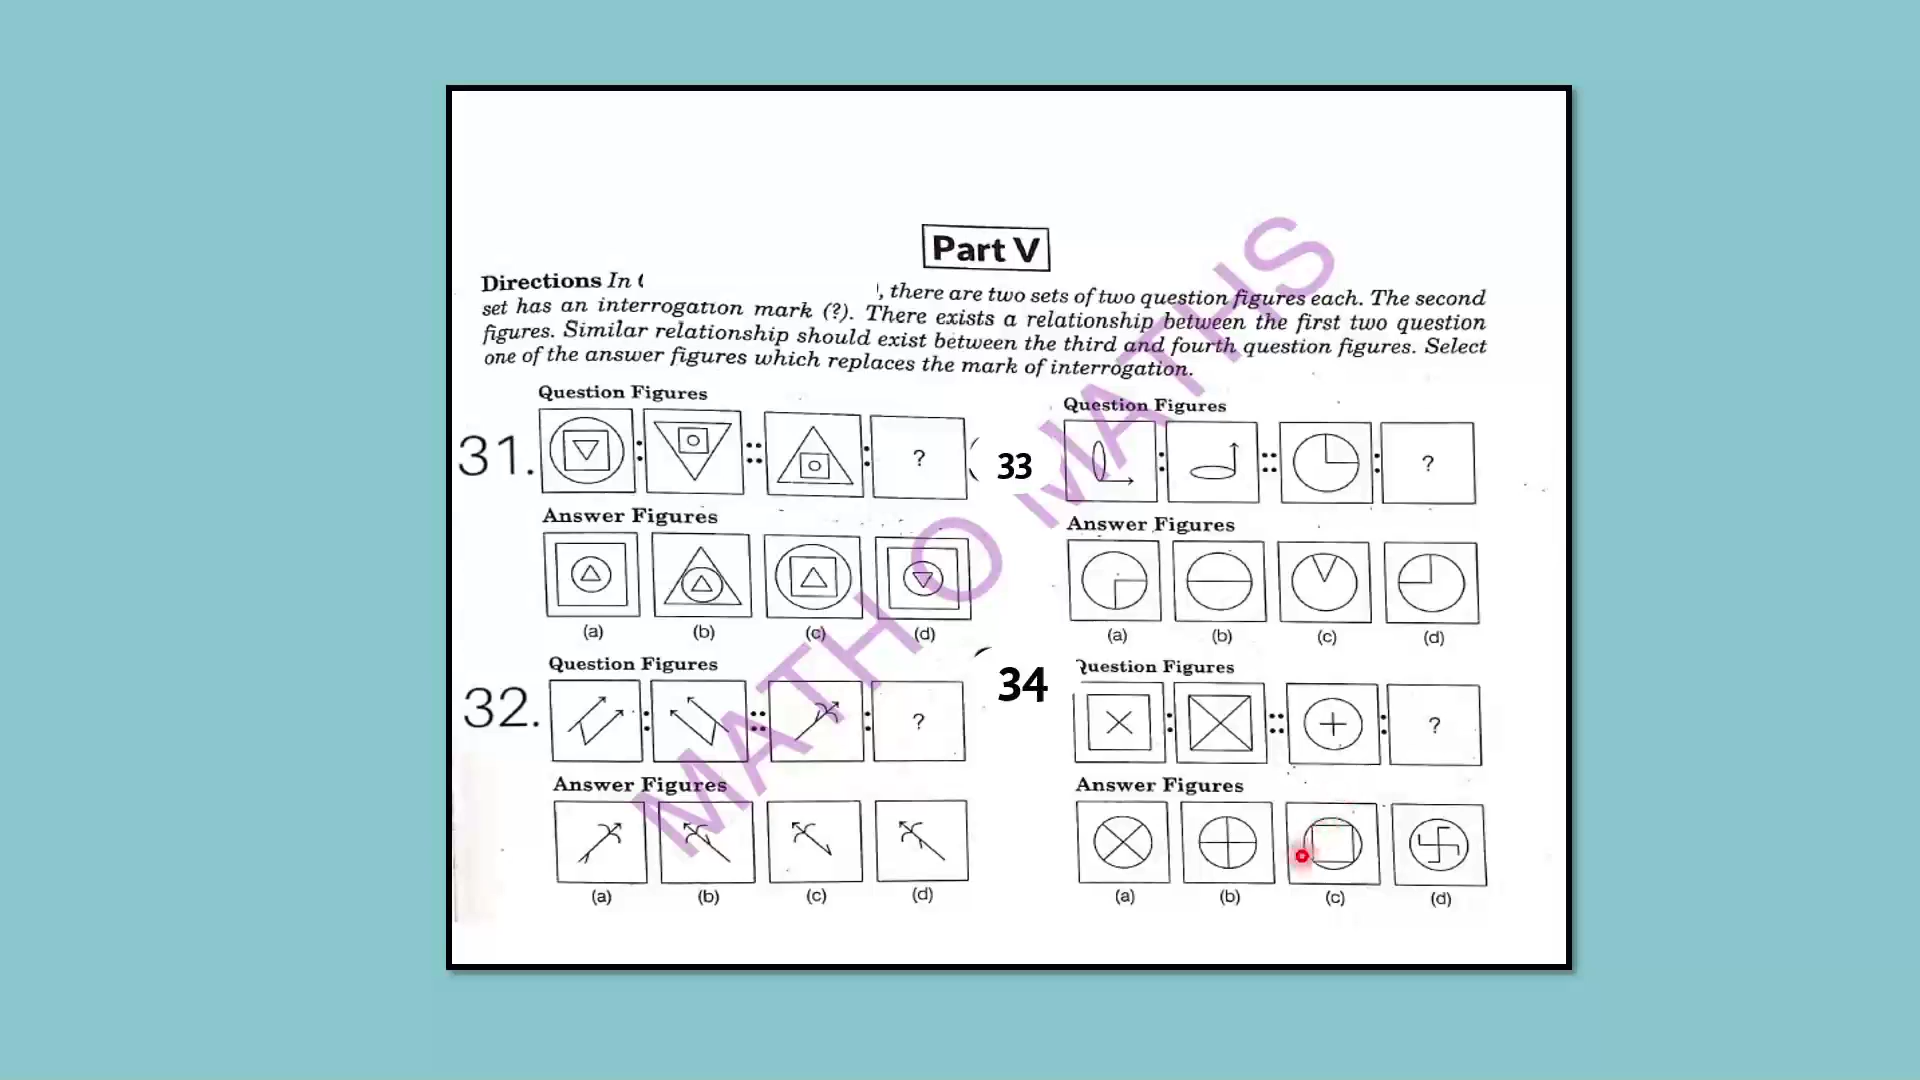 Part V
Directions In
, there are two sets of two question figures each. The second
set has an interrogation mark (?). There exists a relationship between the first two question
figures. Similar relationship should exist between the third and fourth question figures. Select
one of the answer figures which replaces the mark of interrogation.
31.
Question Figures
?
Answer Figures
(a) (b) (c) (d)
32.
Question Figures
?
Answer Figures
(a) (b) (c) (d)
33
Question Figures
?
Answer Figures
(a) (b) (c) (d)
34
Question Figures
?
Answer Figures
(a) (b) (c) (d)
MATH O MATHS